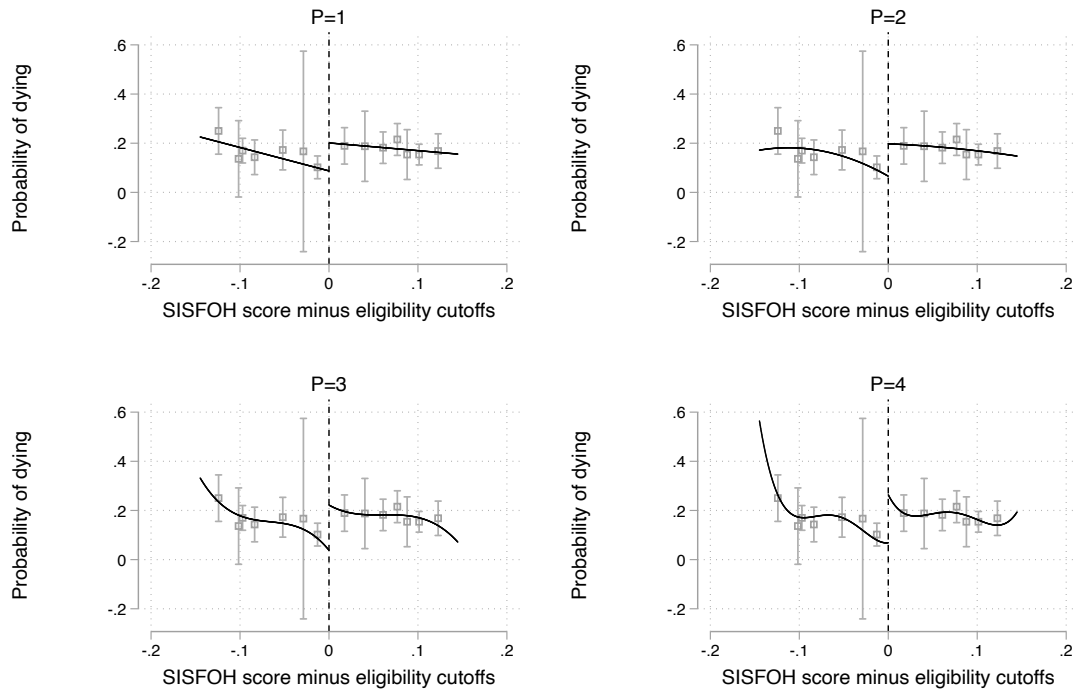 P=1
Probability of dying
.6
.4
.2
0
-.2
-.2 -.1 0 .1 .2
SISFOH score minus eligibility cutoffs
P=2
Probability of dying
.6
.4
.2
0
-.2
-.2 -.1 0 .1 .2
SISFOH score minus eligibility cutoffs
P=3
Probability of dying
.6
.4
.2
0
-.2
-.2 -.1 0 .1 .2
SISFOH score minus eligibility cutoffs
P=4
Probability of dying
.6
.4
.2
0
-.2
-.2 -.1 0 .1 .2
SISFOH score minus eligibility cutoffs